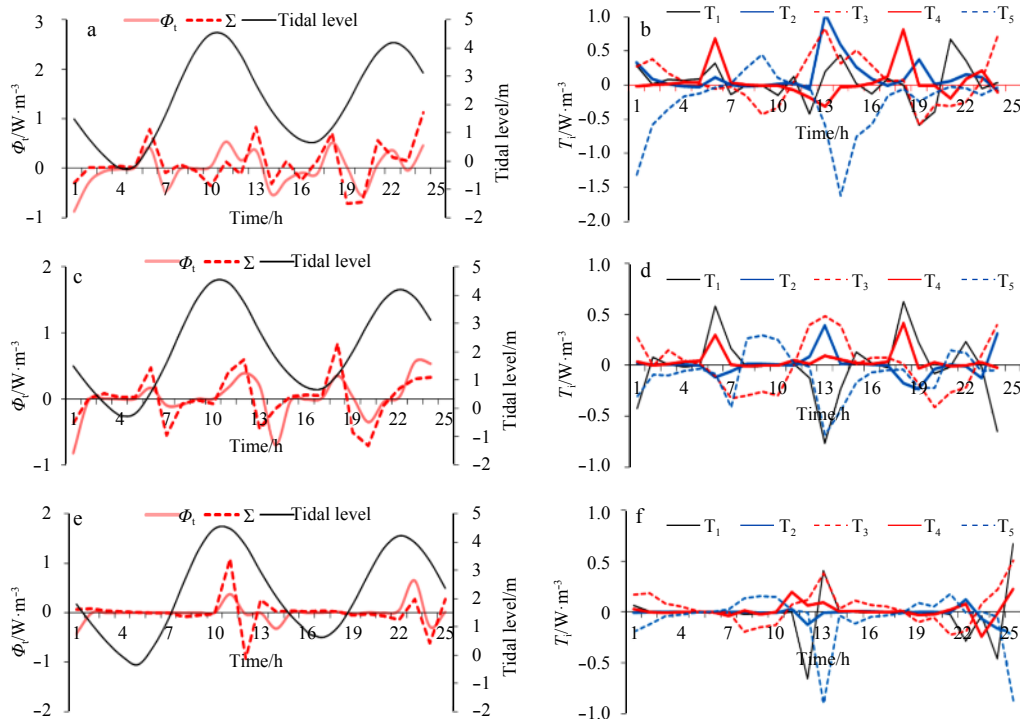 a
Φt Σ Tidal level
3
2
1
0
−1
Φt/W·m−3
5
4
3
2
1
0
−1
−2
Tidal level/m
1 4 7 10 13 16 19 22 25
Time/h
b
T1 T2 T3 T4 T5
1.0
0.5
0
−0.5
−1.0
−1.5
−2.0
Ti/W·m−3
1 4 7 10 13 16 19 22 25
Time/h
c
Φt Σ Tidal level
2
1
0
−1
Φt/W·m−3
5
4
3
2
1
0
−1
−2
Tidal level/m
1 4 7 10 13 16 19 22 25
Time/h
d
T1 T2 T3 T4 T5
1.0
0.5
0
−0.5
−1.0
Ti/W·m−3
1 4 7 10 13 16 19 22 25
Time/h
e
Φt Σ Tidal level
2
1
0
−1
−2
Φt/W·m−3
5
4
3
2
1
0
−1
−2
Tidal level/m
1 4 7 10 13 16 19 22 25
Time/h
f
T1 T2 T3 T4 T5
1.0
0.5
0
−0.5
−1.0
Ti/W·m−3
1 4 7 10 13 16 19 22 25
Time/h